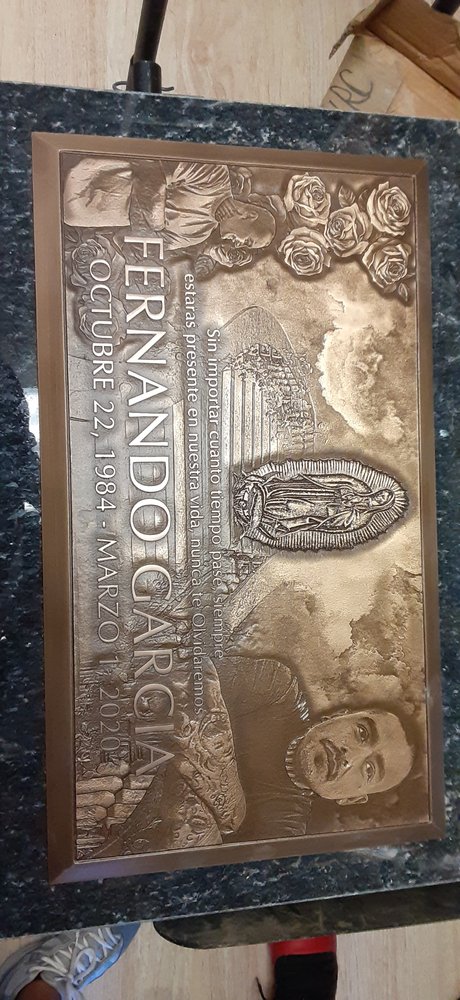 Sin Importar cuanto tiempo pase, siempre
estaras presente en nuestra vida, nunca te Olvidaremos
FERNANDO GARCIA
OCTUBRE 22, 1984 - MARZO 1, 2020
RC